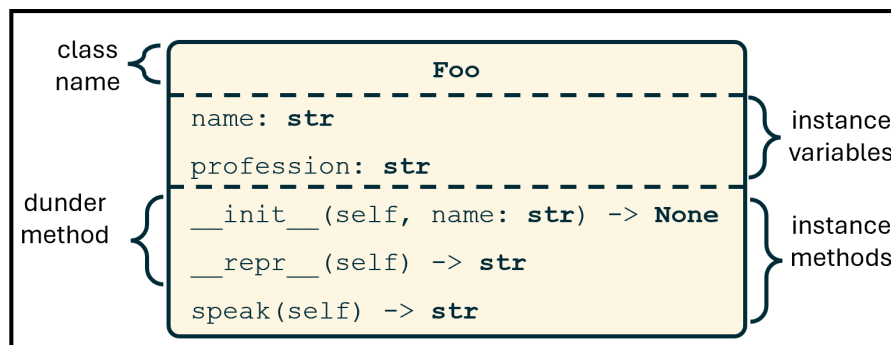 class
name
Foo
name: str
profession: str
instance
variables
dunder
method
__init__(self, name: str) -> None
__repr__(self) -> str
speak(self) -> str
instance
methods